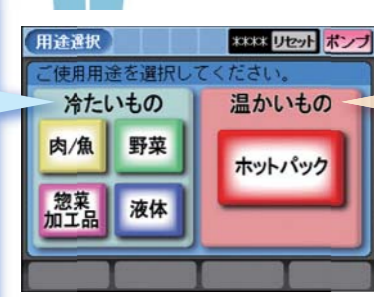 用途選択 **** リセット ポンプ
ご使用用途を選択してください。
冷たいもの 温かいもの
肉/魚 野菜 ホットパック
惣菜
加工品 液体